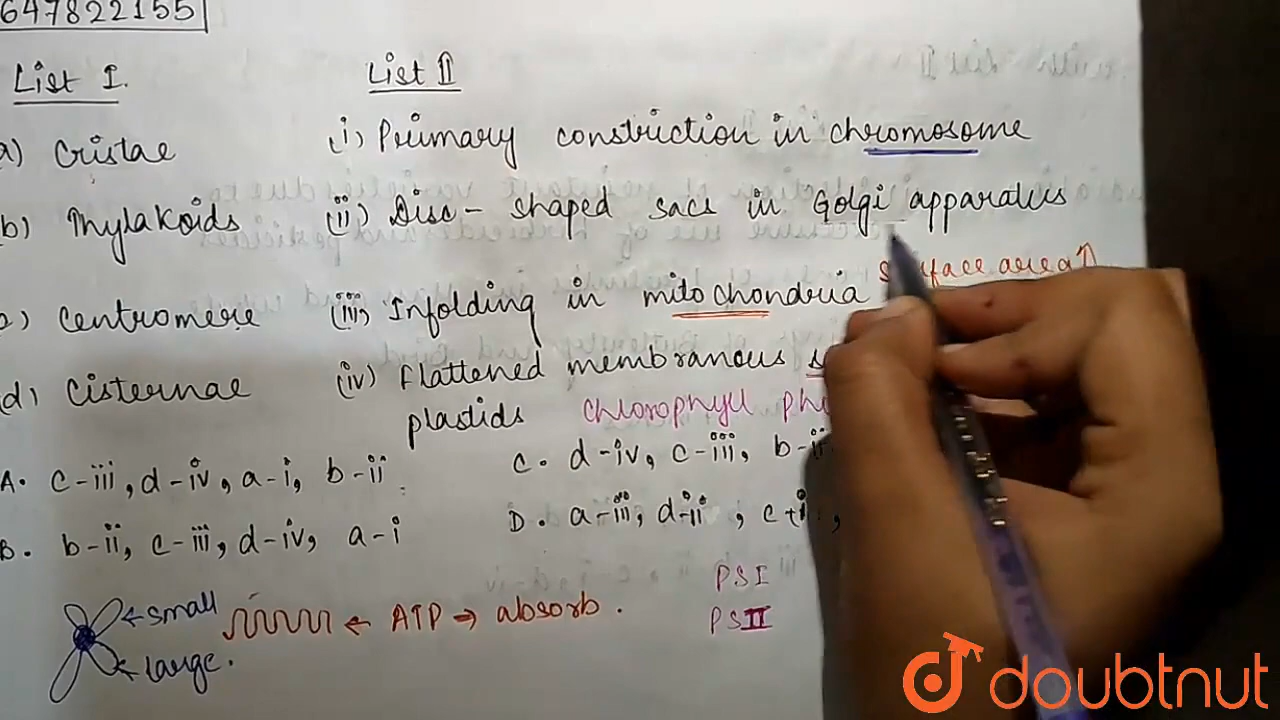 647822155
List I. List II
a) Cristae (i) Primary constriction in chromosome
b) Thylakoids (ii) Disc - shaped sacs in Golgi apparatus
surface area↑
c) Centromere (iii) Infolding in mitochondria
d) Cisternae (iv) Flattened membranous
plastids chlorophyll
A. c-iii, d-iv, a-i, b-ii C. d-iv, c-iii, b-ii
B. b-ii, c-iii, d-iv, a-i D. a-iii, d-ii, c-i,
PSI
←small ← ATP → absorb. PSII
←large.
doubtnut